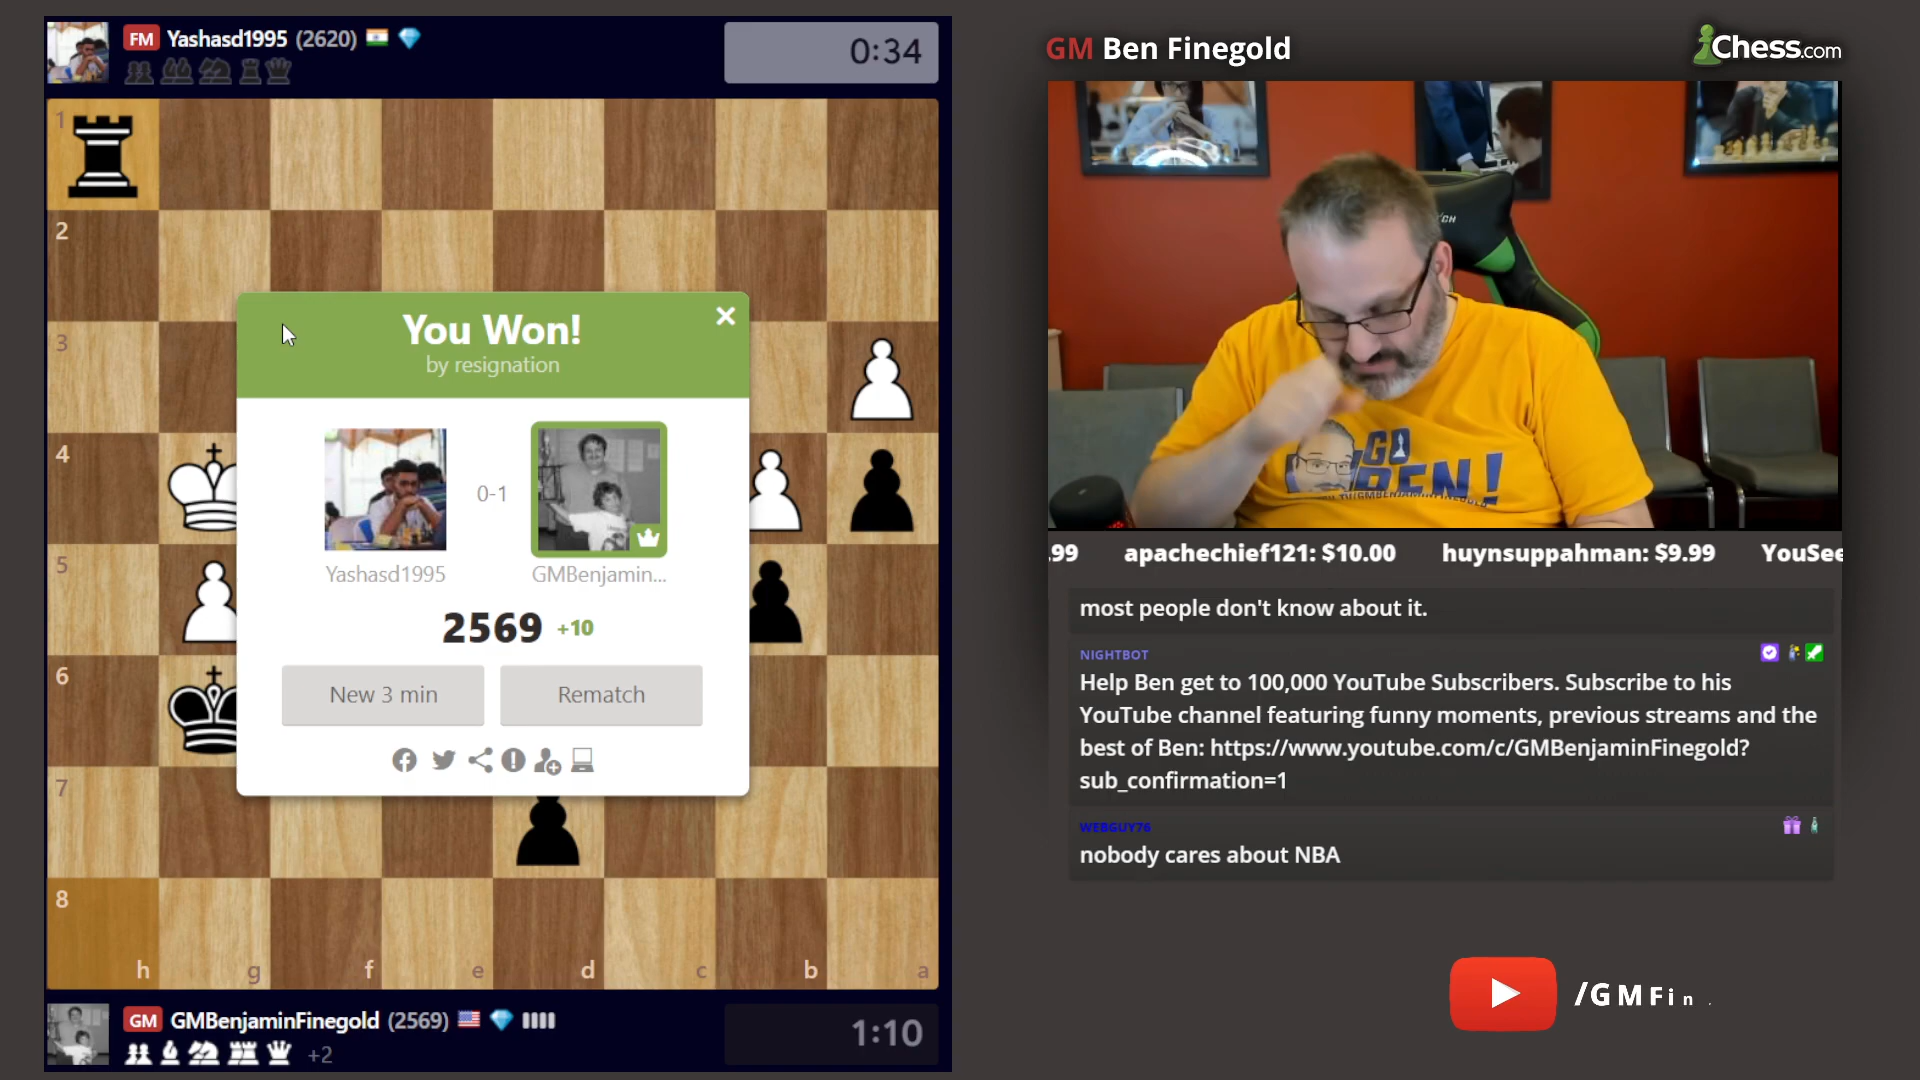 FM Yashasd1995 (2620)
0:34
GM Ben Finegold
Chess.com
1
2
3
4
5
6
7
8
h g f e d c b a
You Won!
by resignation
0-1
Yashasd1995
GMBenjamin...
2569 +10
New 3 min
Rematch
GO
BEN!
.99 apachechief121: $10.00 huynsuppahman: $9.99 YouSee
most people don't know about it.
NIGHTBOT
Help Ben get to 100,000 YouTube Subscribers. Subscribe to his
YouTube channel featuring funny moments, previous streams and the
best of Ben: https://www.youtube.com/c/GMBenjaminFinegold?
sub_confirmation=1
WEBGUY76
nobody cares about NBA
/GMFin
GM GMBenjaminFinegold (2569)
+2
1:10